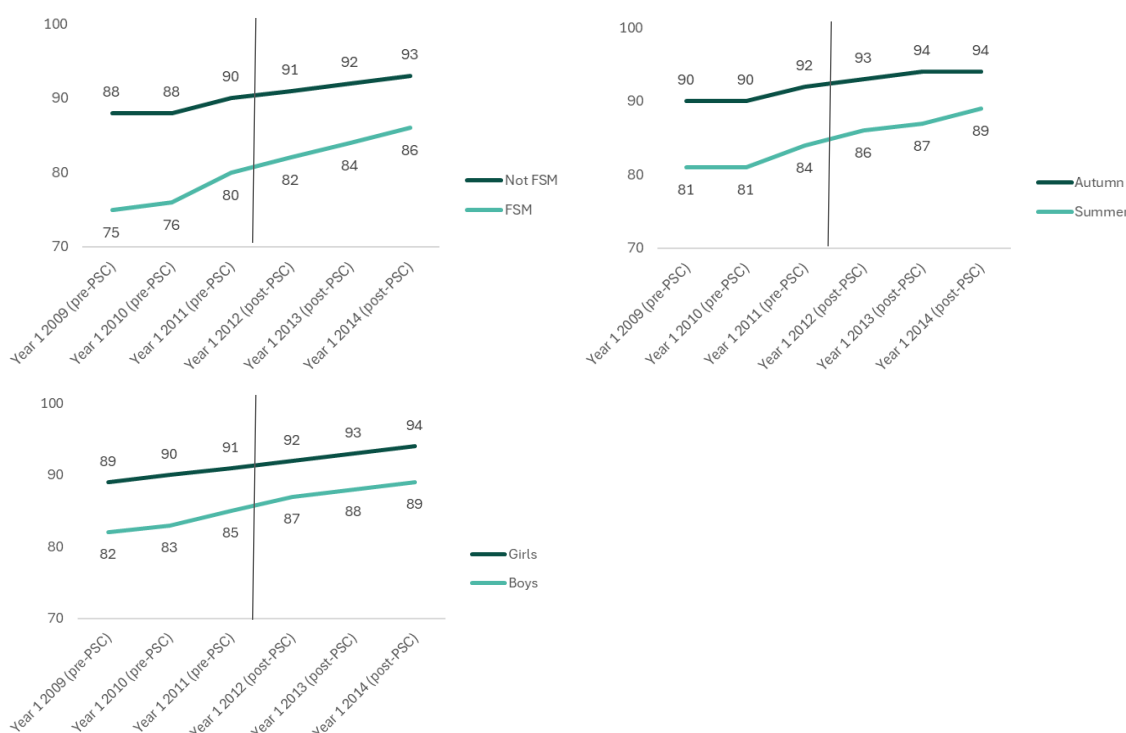 100
90
80
70
88
88
90
91
92
93
75
76
80
82
84
86
Not FSM
FSM
Year 1 2009 (pre-PSC)
Year 1 2010 (pre-PSC)
Year 1 2011 (pre-PSC)
Year 1 2012 (post-PSC)
Year 1 2013 (post-PSC)
Year 1 2014 (post-PSC)
100
90
80
70
90
90
92
93
94
94
81
81
84
86
87
89
Autumn
Summer
Year 1 2009 (pre-PSC)
Year 1 2010 (pre-PSC)
Year 1 2011 (pre-PSC)
Year 1 2012 (post-PSC)
Year 1 2013 (post-PSC)
Year 1 2014 (post-PSC)
100
90
80
70
89
90
91
92
93
94
82
83
85
87
88
89
Girls
Boys
Year 1 2009 (pre-PSC)
Year 1 2010 (pre-PSC)
Year 1 2011 (pre-PSC)
Year 1 2012 (post-PSC)
Year 1 2013 (post-PSC)
Year 1 2014 (post-PSC)